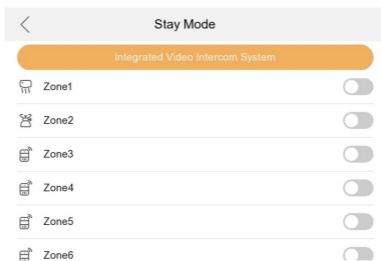 Stay Mode
Integrated Video Intercom System
Zone1
Zone2
Zone3
Zone4
Zone5
Zone6